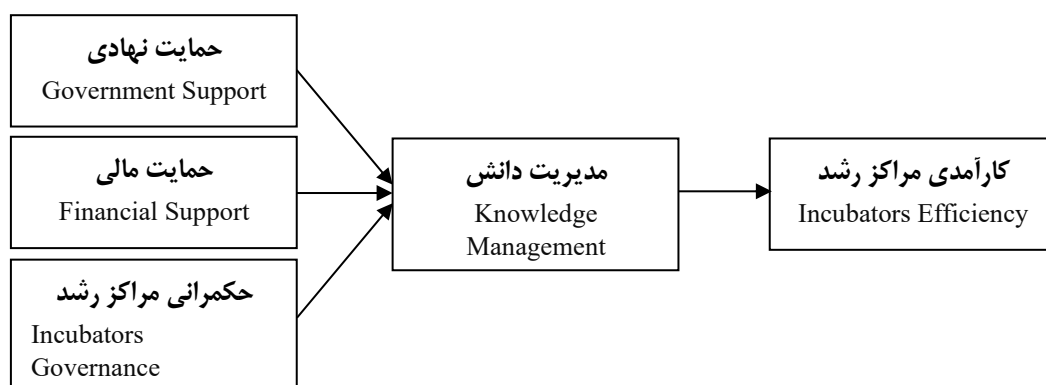 حمایت نهادی
Government Support
حمایت مالی
Financial Support
حکمرانی مراکز رشد
Incubators
Governance
مدیریت دانش
Knowledge
Management
کارآمدی مراکز رشد
Incubators Efficiency